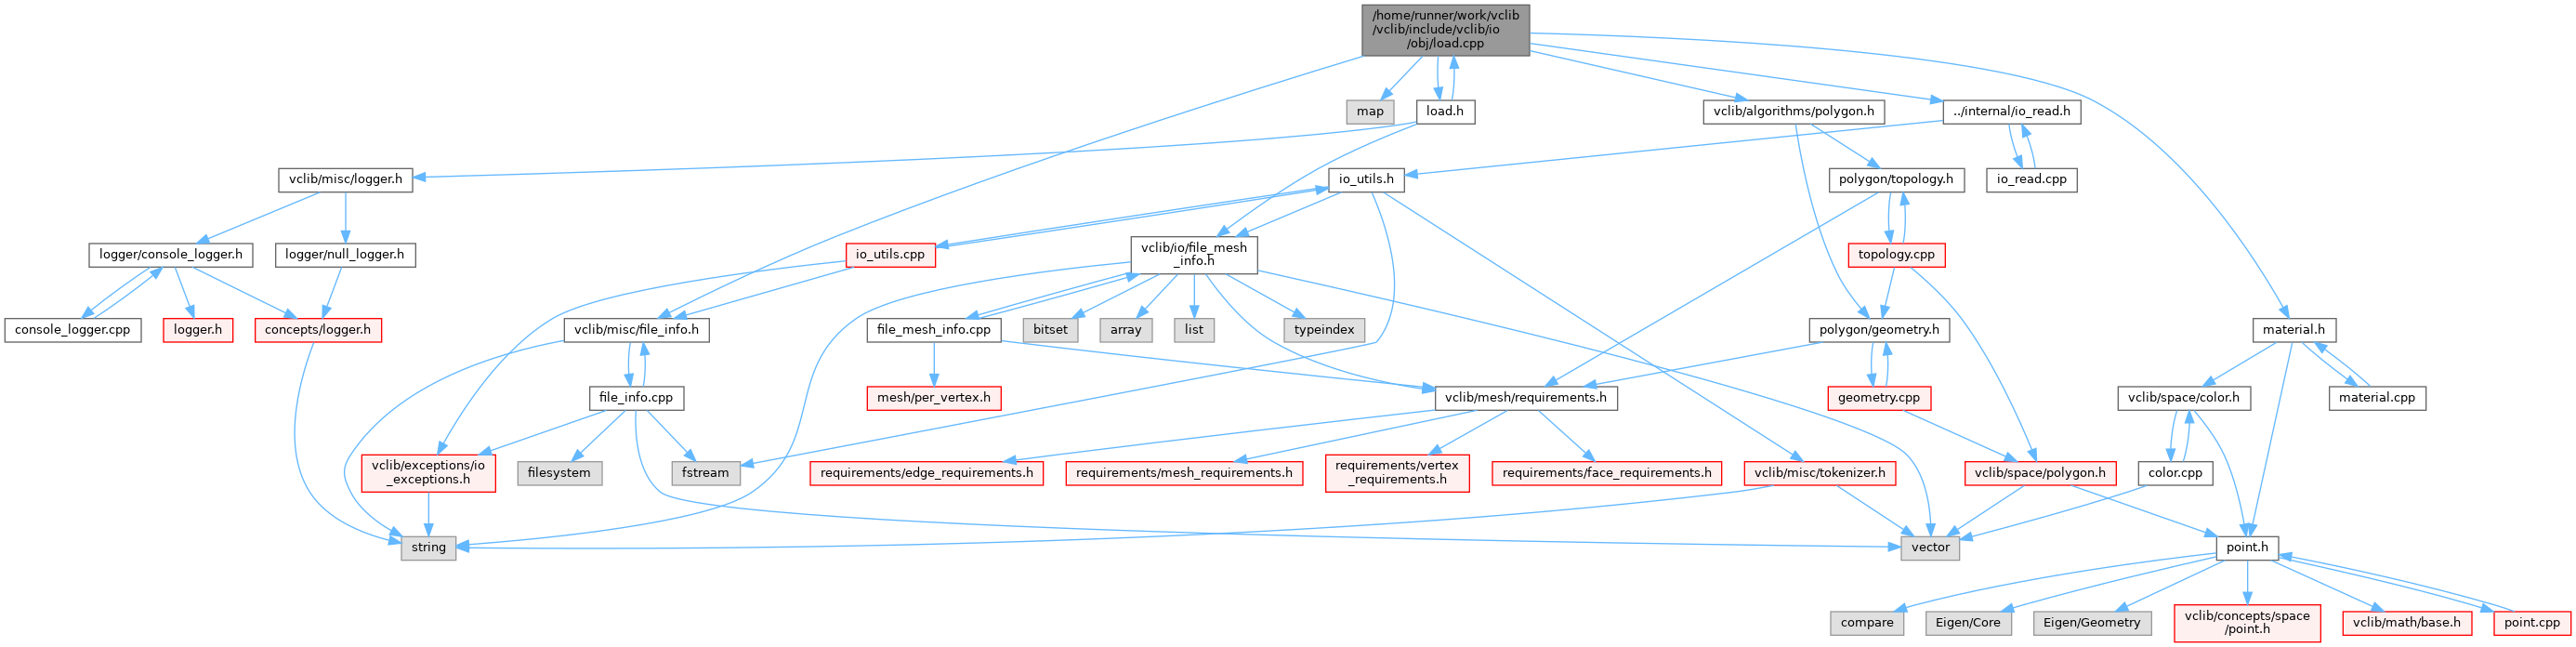 /home/runner/work/vclib
/vclib/include/vclib/io
/obj/load.cpp
map
load.h
vclib/algorithms/polygon.h
../internal/io_read.h
vclib/misc/logger.h
io_utils.h
polygon/topology.h
io_read.cpp
logger/console_logger.h
logger/null_logger.h
io_utils.cpp
vclib/io/file_mesh
_info.h
topology.cpp
console_logger.cpp
logger.h
concepts/logger.h
vclib/misc/file_info.h
file_mesh_info.cpp
bitset
array
list
typeindex
polygon/geometry.h
material.h
file_info.cpp
mesh/per_vertex.h
vclib/mesh/requirements.h
geometry.cpp
vclib/space/color.h
material.cpp
vclib/exceptions/io
_exceptions.h
filesystem
fstream
requirements/edge_requirements.h
requirements/mesh_requirements.h
requirements/vertex
_requirements.h
requirements/face_requirements.h
vclib/misc/tokenizer.h
vclib/space/polygon.h
color.cpp
string
vector
point.h
compare
Eigen/Core
Eigen/Geometry
vclib/concepts/space
/point.h
vclib/math/base.h
point.cpp